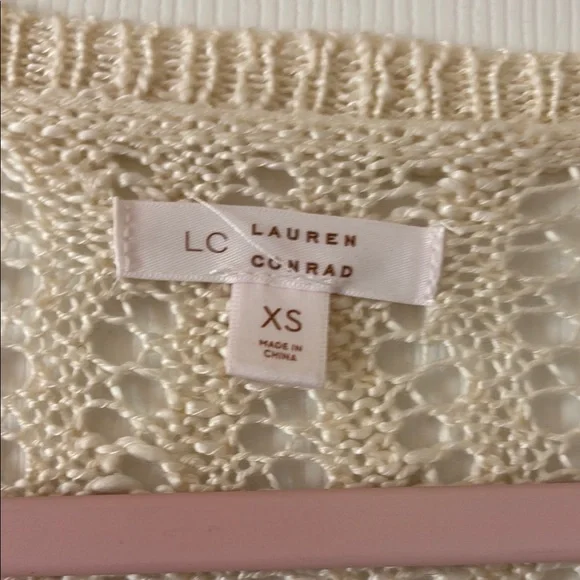 LC LAUREN
CONRAD
XS
MADE IN
CHINA